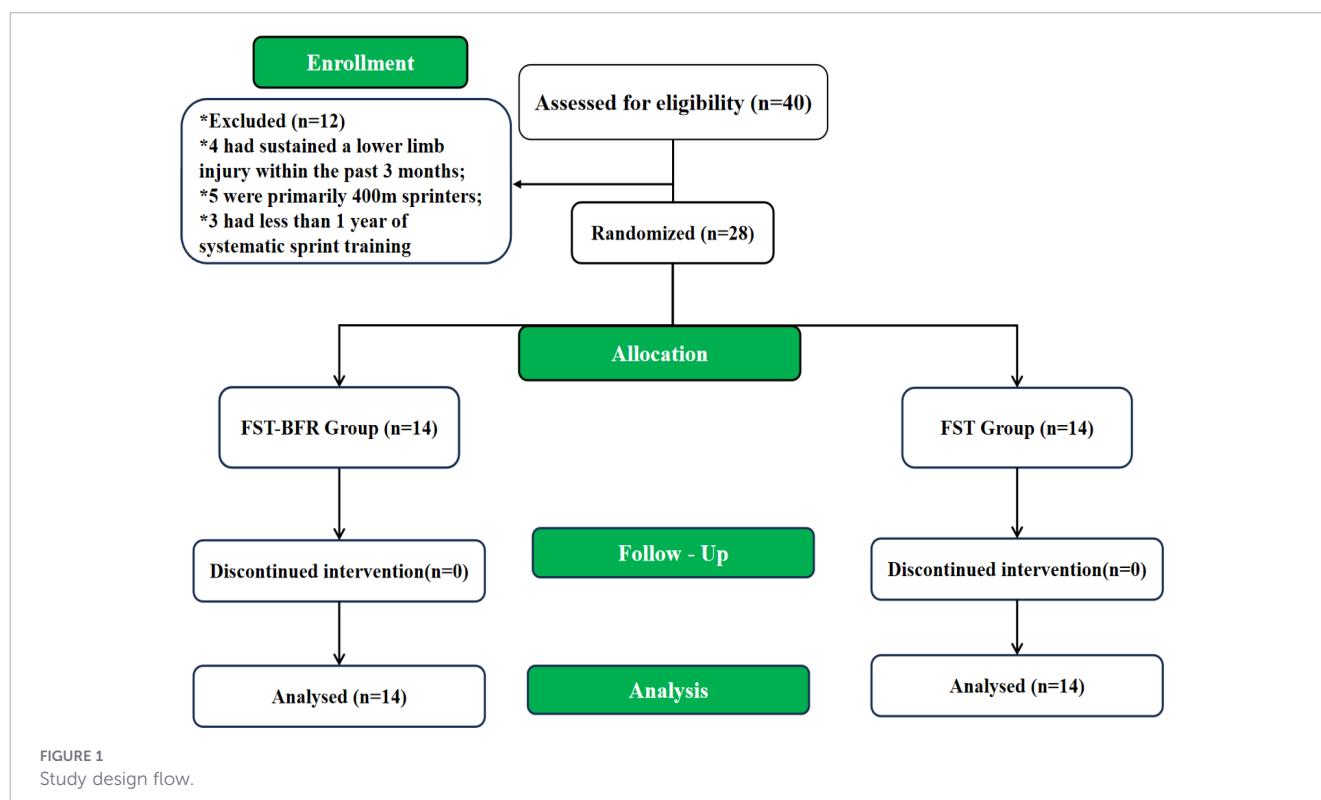 Enrollment
Assessed for eligibility (n=40)
*Excluded (n=12)
*4 had sustained a lower limb
injury within the past 3 months;
*5 were primarily 400m sprinters;
*3 had less than 1 year of
systematic sprint training
Randomized (n=28)
Allocation
FST-BFR Group (n=14)
FST Group (n=14)
Follow - Up
Discontinued intervention(n=0)
Discontinued intervention(n=0)
Analysed (n=14)
Analysis
Analysed (n=14)
FIGURE 1
Study design flow.